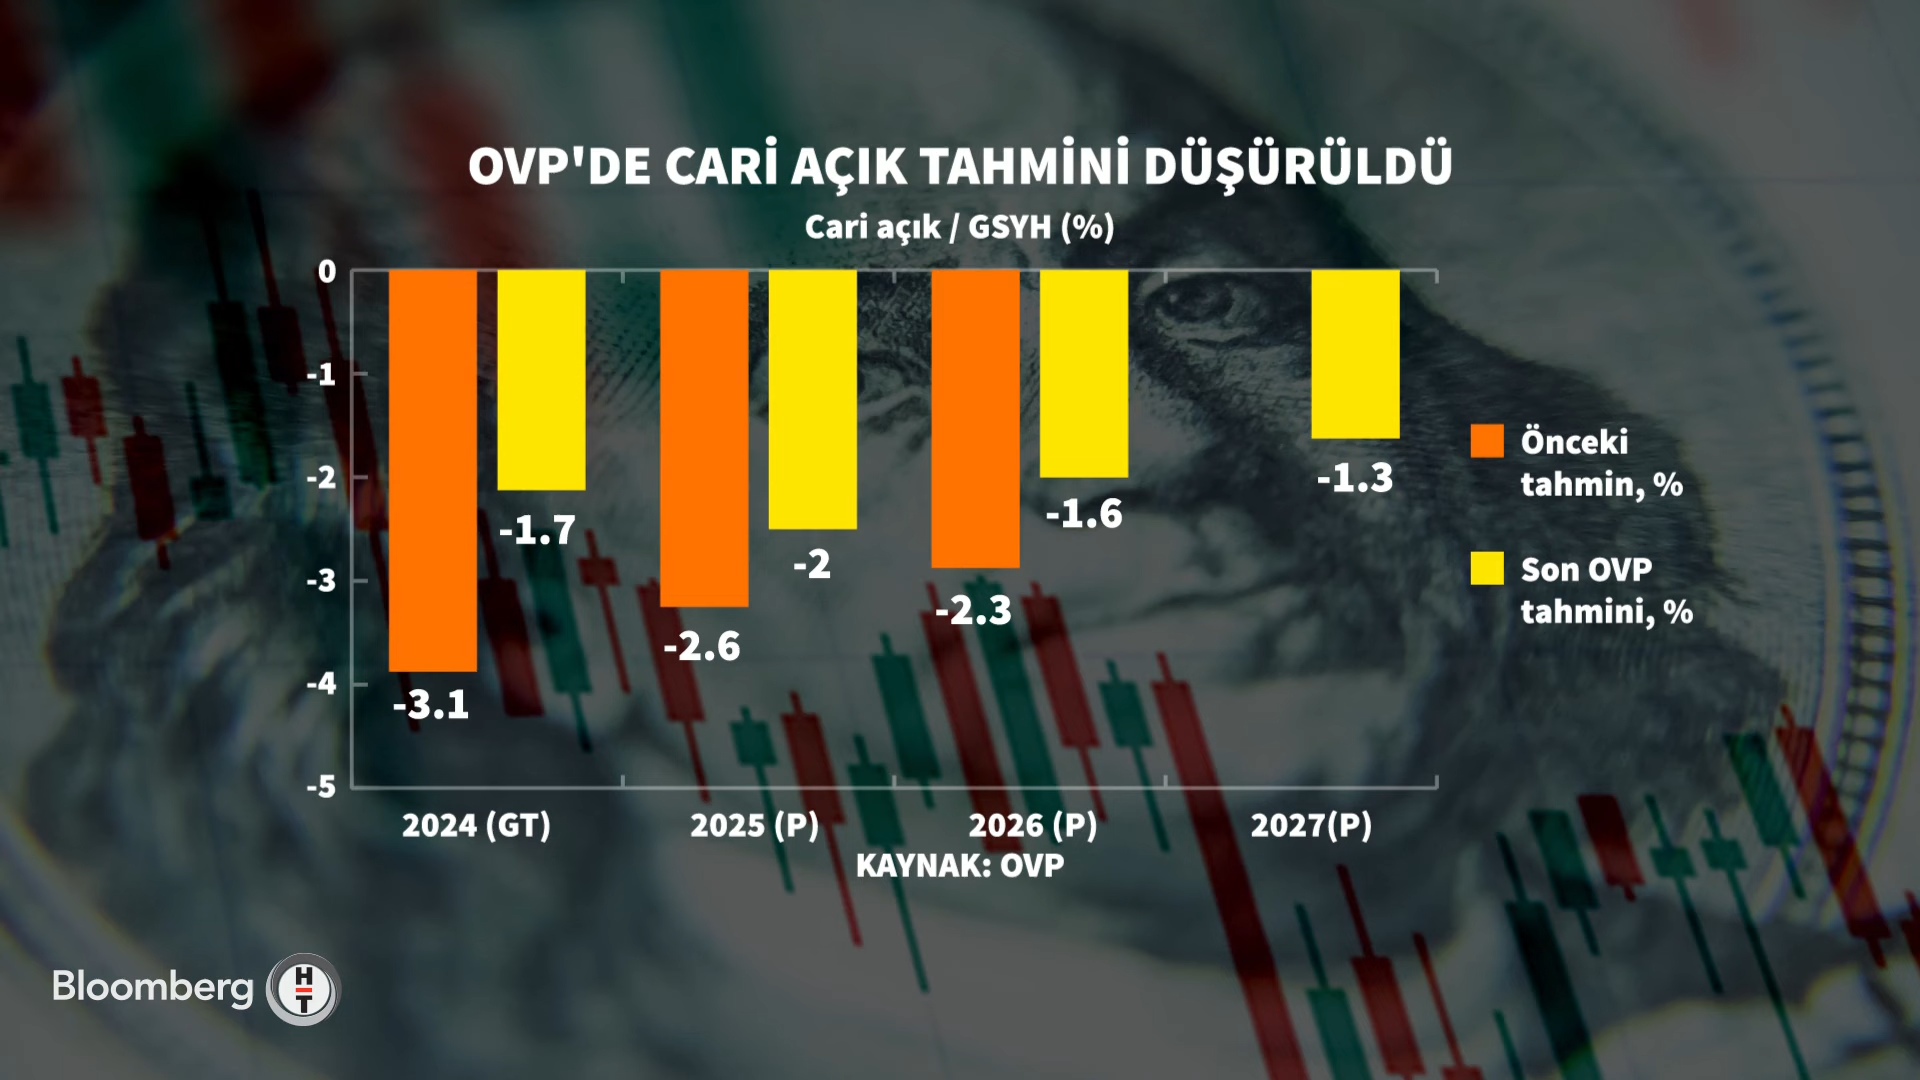 OVP'DE CARİ AÇIK TAHMİNİ DÜŞÜRÜLDÜ
Cari açık / GSYH (%)
0
-1
-2
-3
-4
-5
-3.1
-1.7
-2.6
-2
-2.3
-1.6
-1.3
Önceki
tahmin, %
Son OVP
tahmini, %
2024 (GT)
2025 (P)
2026 (P)
2027(P)
KAYNAK: OVP
Bloomberg HT